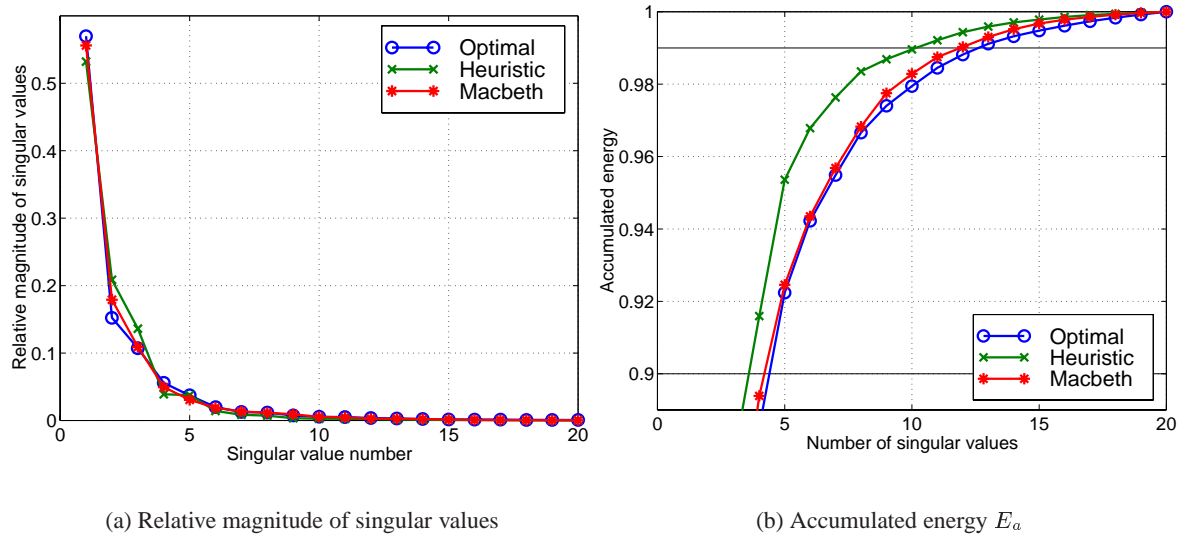 Relative magnitude of singular values
0.5
0.4
0.3
0.2
0.1
0
0 5 10 15 20
Singular value number
Optimal
Heuristic
Macbeth
(a) Relative magnitude of singular values
Accumulated energy
1
0.98
0.96
0.94
0.92
0.9
0 5 10 15 20
Number of singular values
Optimal
Heuristic
Macbeth
(b) Accumulated energy Eₐ